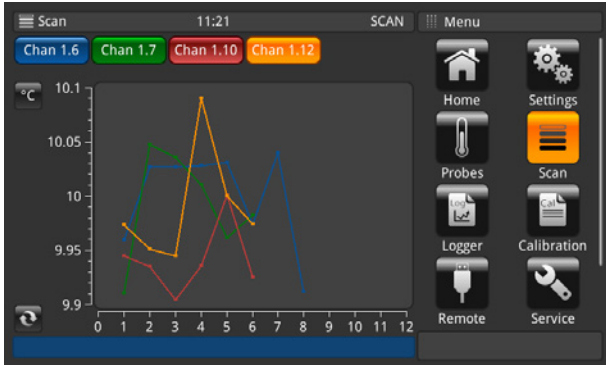 Scan 11:21 SCAN
Menu
Chan 1.6 Chan 1.7 Chan 1.10 Chan 1.12
°C
10.1
10.05
10
9.95
9.9
0 1 2 3 4 5 6 7 8 9 10 11 12
Home Settings
Probes Scan
Log Cal
Logger Calibration
Remote Service